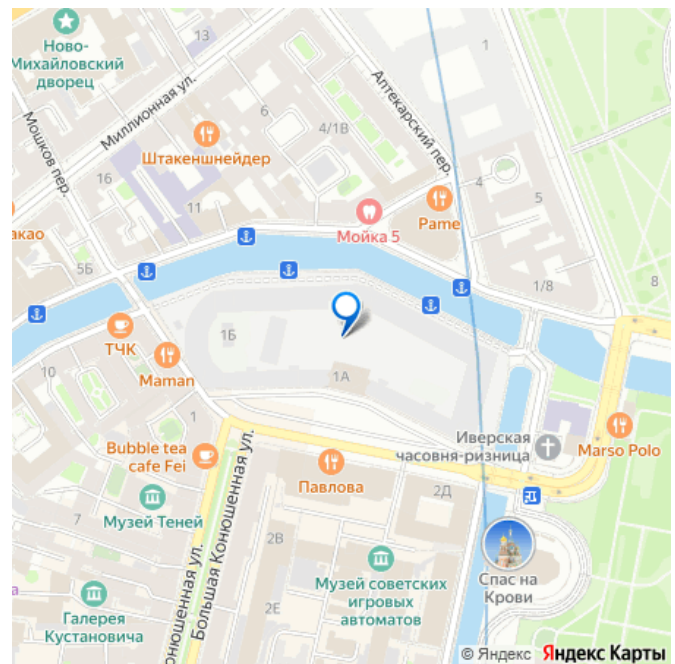 Ново-
Михайловский
дворец
13
1
Миллионная ул.
Аптекарский пер.
6
4/1В
Мошков пер.
Штакеншнейдер
16
11
4
5
Pame
Мойка 5
акао
5Б
8
1/8
ТЧК
1Б
Maman
1А
10
1
Иверская
часовня-ризница
Marso Polo
Bubble tea
cafe Fei
Павлова
2Д
Музей Теней
7
Большая Конюшенная ул.
онюшенная ул.
2В
Спас на
Крови
Музей советских
игровых
автоматов
2Е
а
Галерея
Кустановича
© Яндекс Яндекс Карты